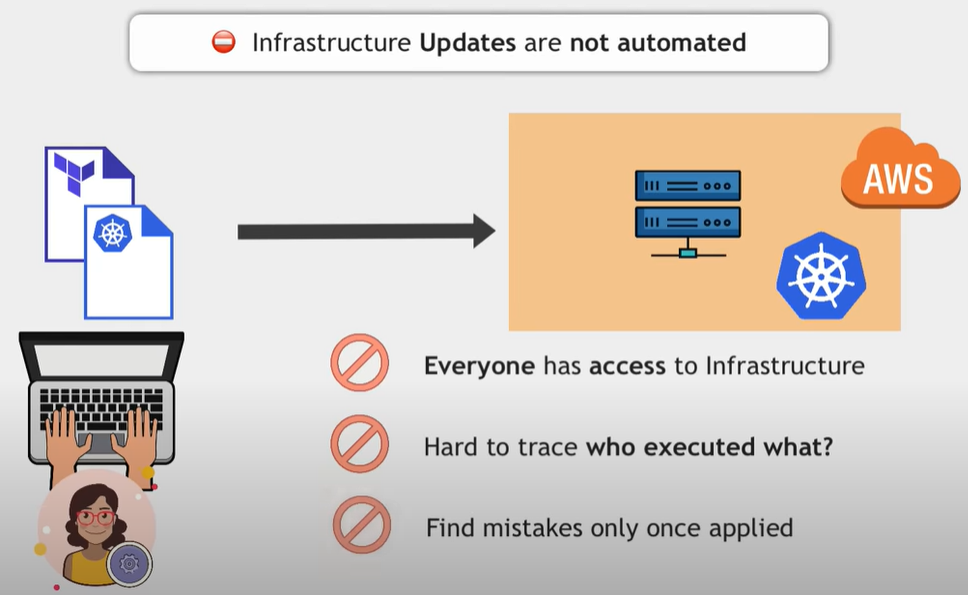 Infrastructure Updates are not automated
AWS
Everyone has access to Infrastructure
Hard to trace who executed what?
Find mistakes only once applied